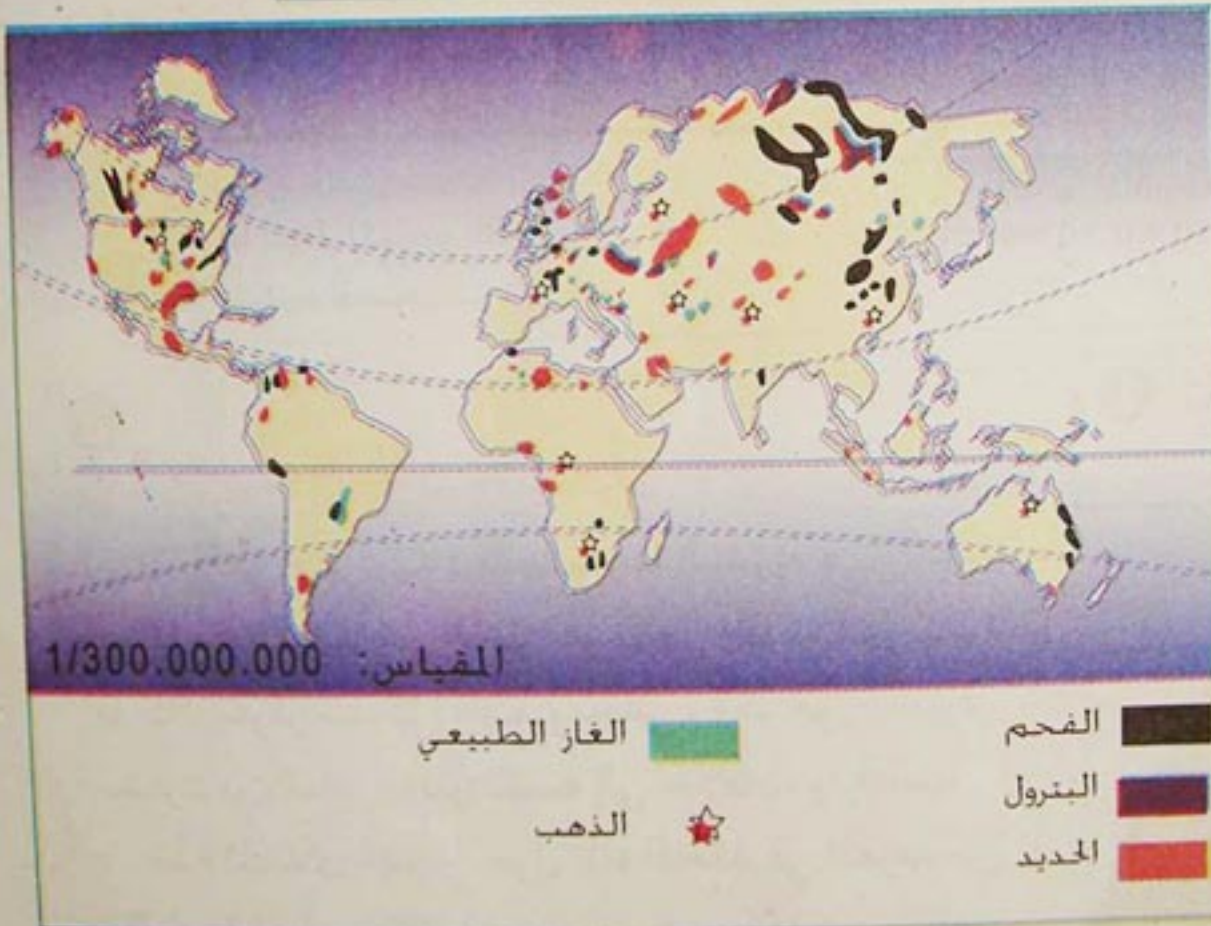 المقياس: 1/300.000.000
الفحم
البترول
الحديد
الغاز الطبيعي
الذهب